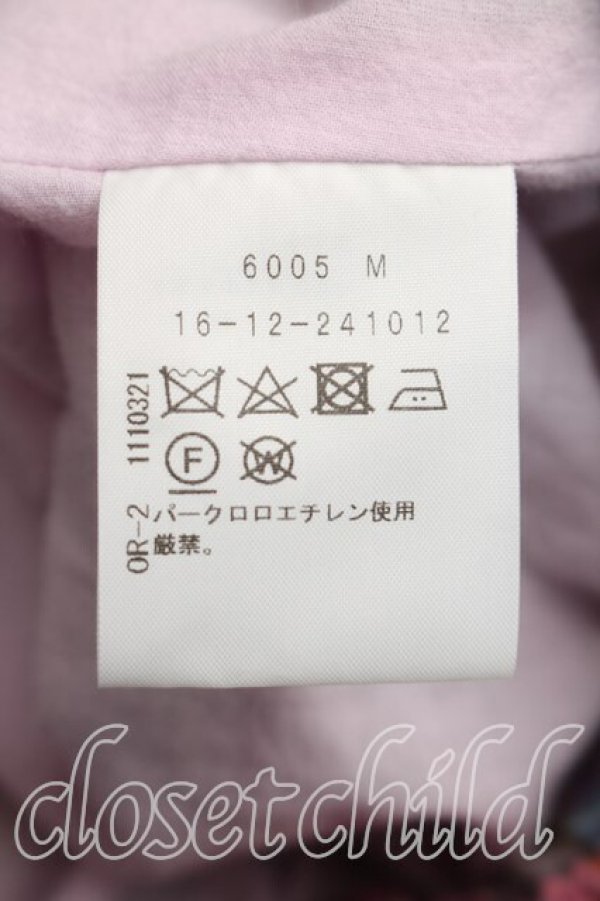 6005 M
16-12-241012
1110321
F
W
OR-2
パークロロエチレン使用
厳禁。
closetchild